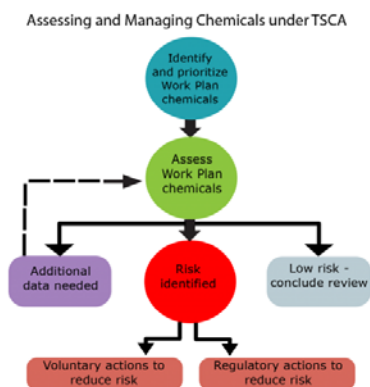 Assessing and Managing Chemicals under TSCA
Identify
and prioritize
Work Plan
chemicals
Assess
Work Plan
chemicals
Additional
data needed
Risk
identified
Low risk -
conclude review
Voluntary actions to
reduce risk
Regulatory actions to
reduce risk